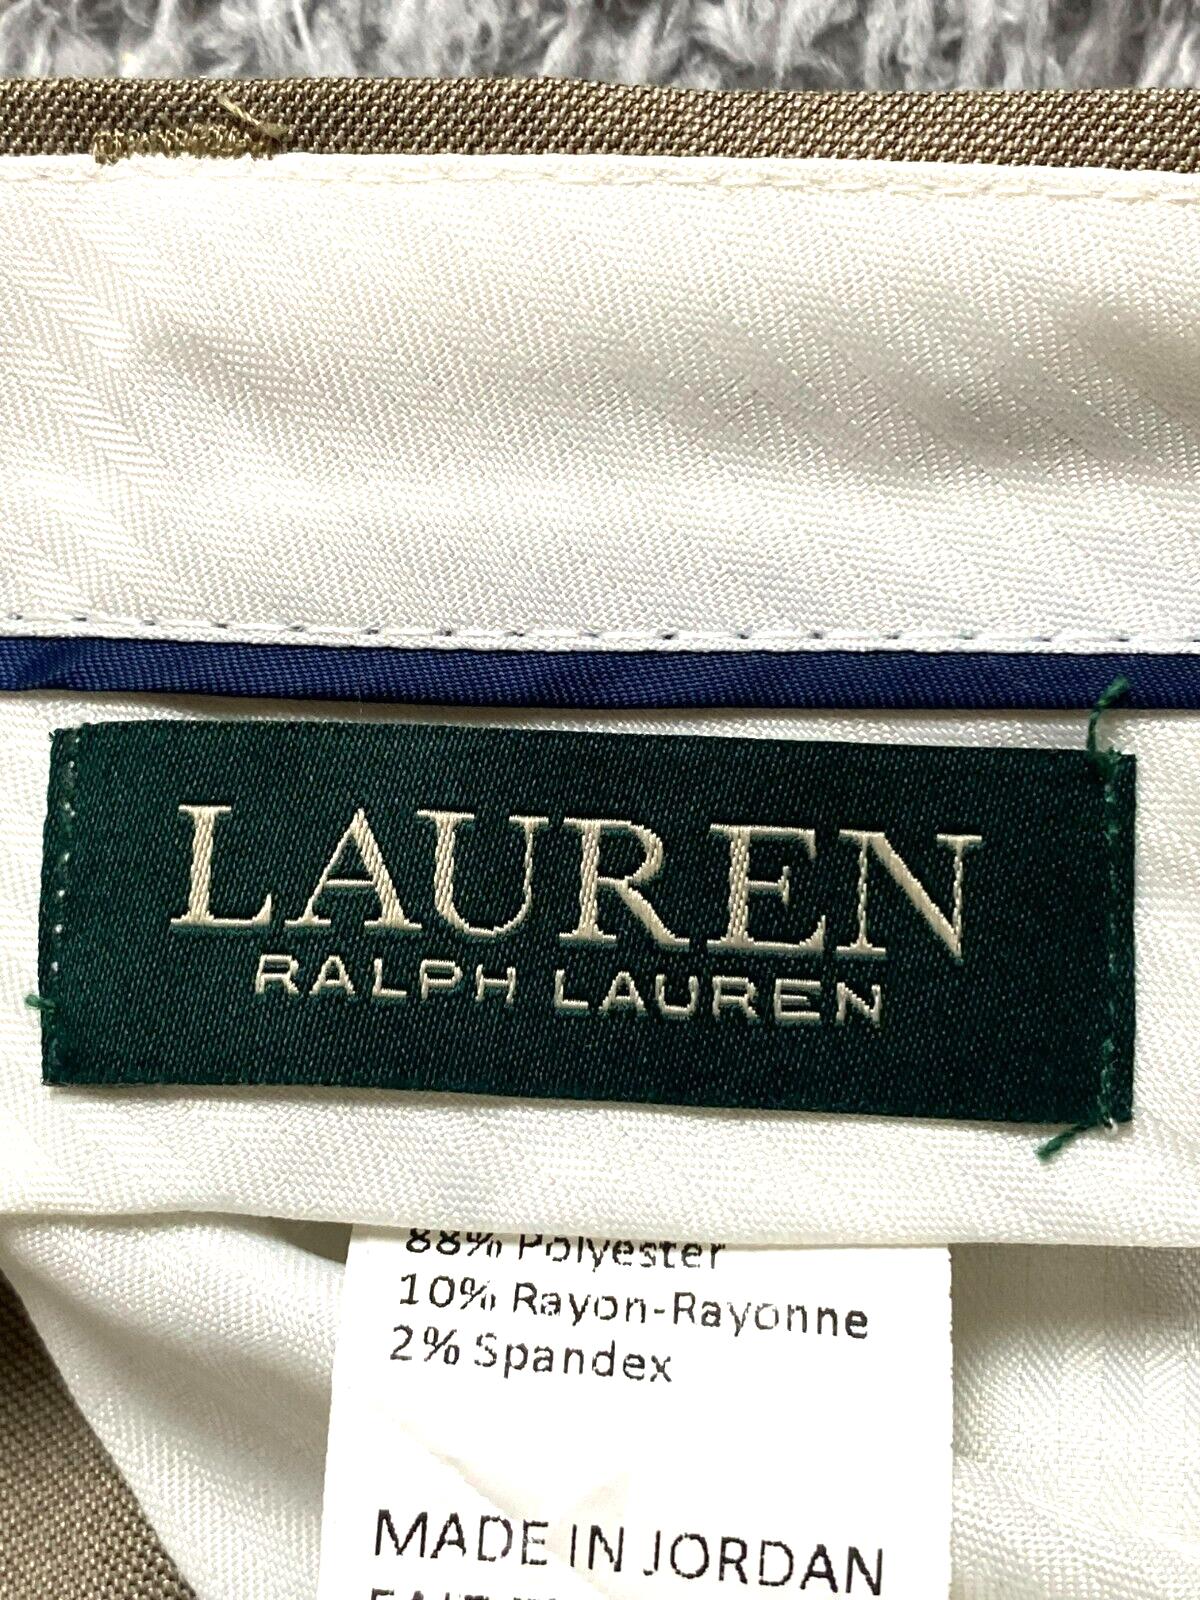 LAUREN
RALPH LAUREN
88% Polyester
10% Rayon-Rayonne
2% Spandex
MADE IN JORDAN